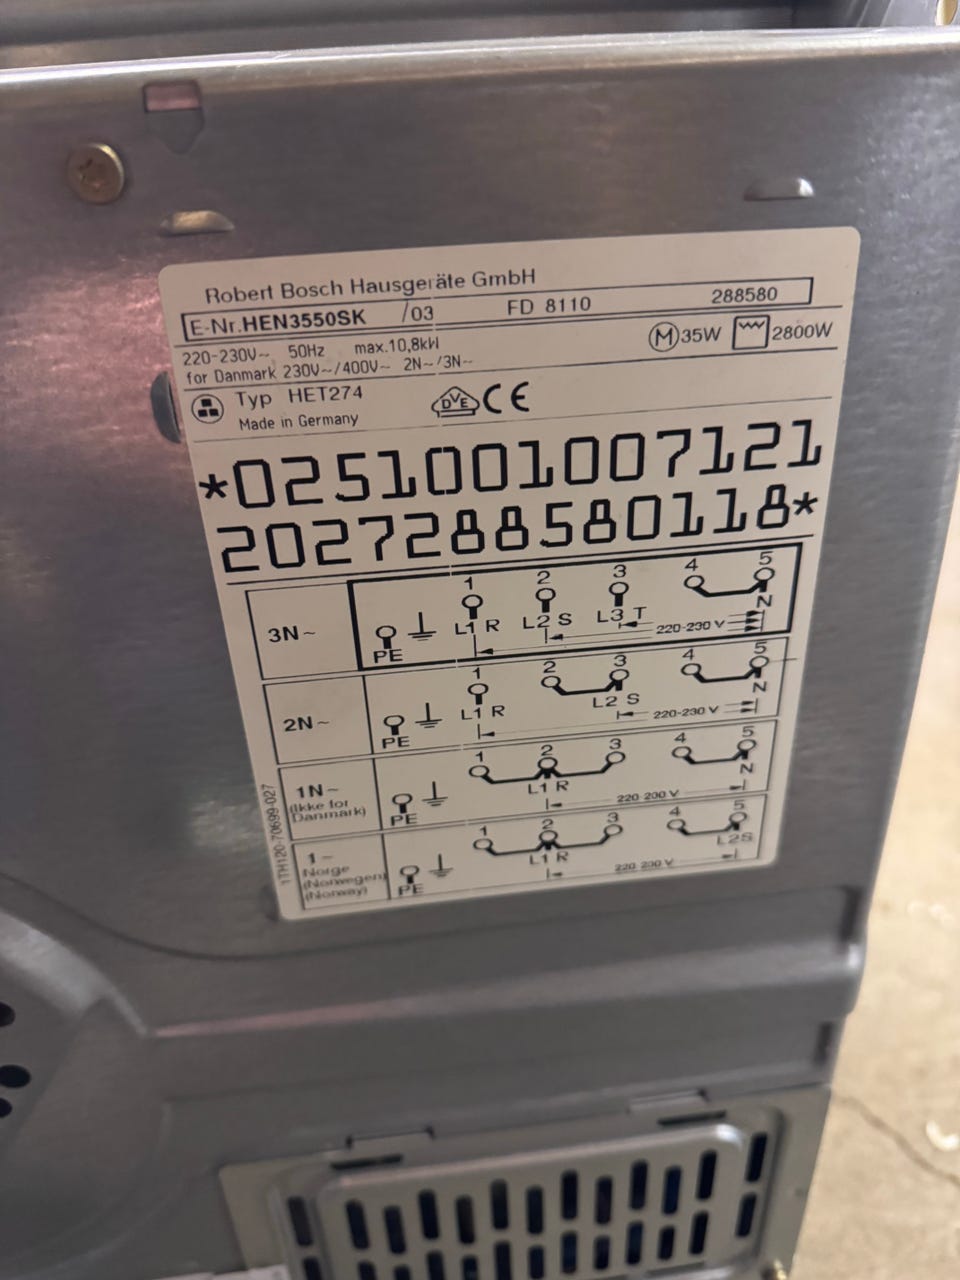 Robert Bosch Hausgeräte GmbH
E-Nr.HEN3550SK /03 FD 8110 288580
220-230V~ 50Hz max.10,8kW
for Danmark 230V~/400V~ 2N~/3N~
M 35W 2800W
Typ HET274
Made in Germany
DVE CE
*0251001007121
2027288580118*
3N~ PE 1 2 3 4 5
L1 R L2 S L3 T N
220-230 V
2N~ PE 1 2 3 4 5
L1 R L2 S N
220-230 V
1N~ PE 1 2 3 4 5
(Ikke for
Danmark)
L1 R N
220-230 V
1~ PE 1 2 3 4 5
Norge
(Norwegen)
(Norway)
L1 R L2S
220-230 V
1TH120-70699-027